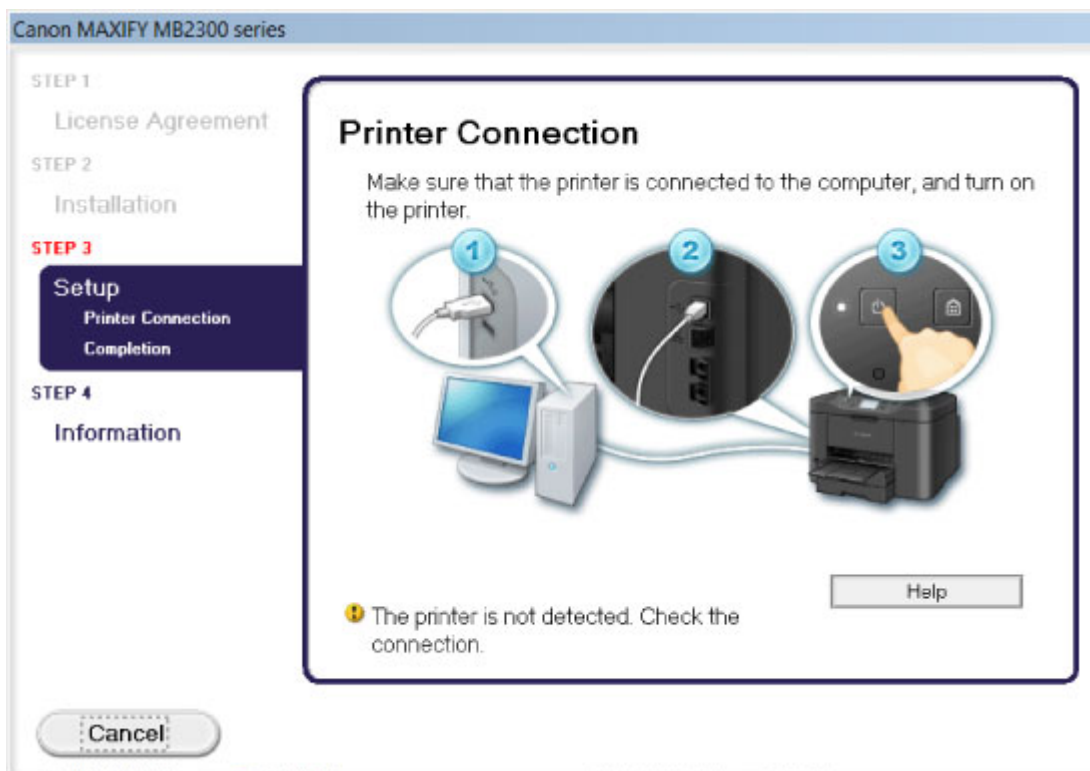 Canon MAXIFY MB2300 series
STEP 1
License Agreement
STEP 2
Installation
STEP 3
Setup
Printer Connection
Completion
STEP 4
Information
Printer Connection
Make sure that the printer is connected to the computer, and turn on
the printer.
1
2
3
Help
The printer is not detected. Check the
connection.
Cancel